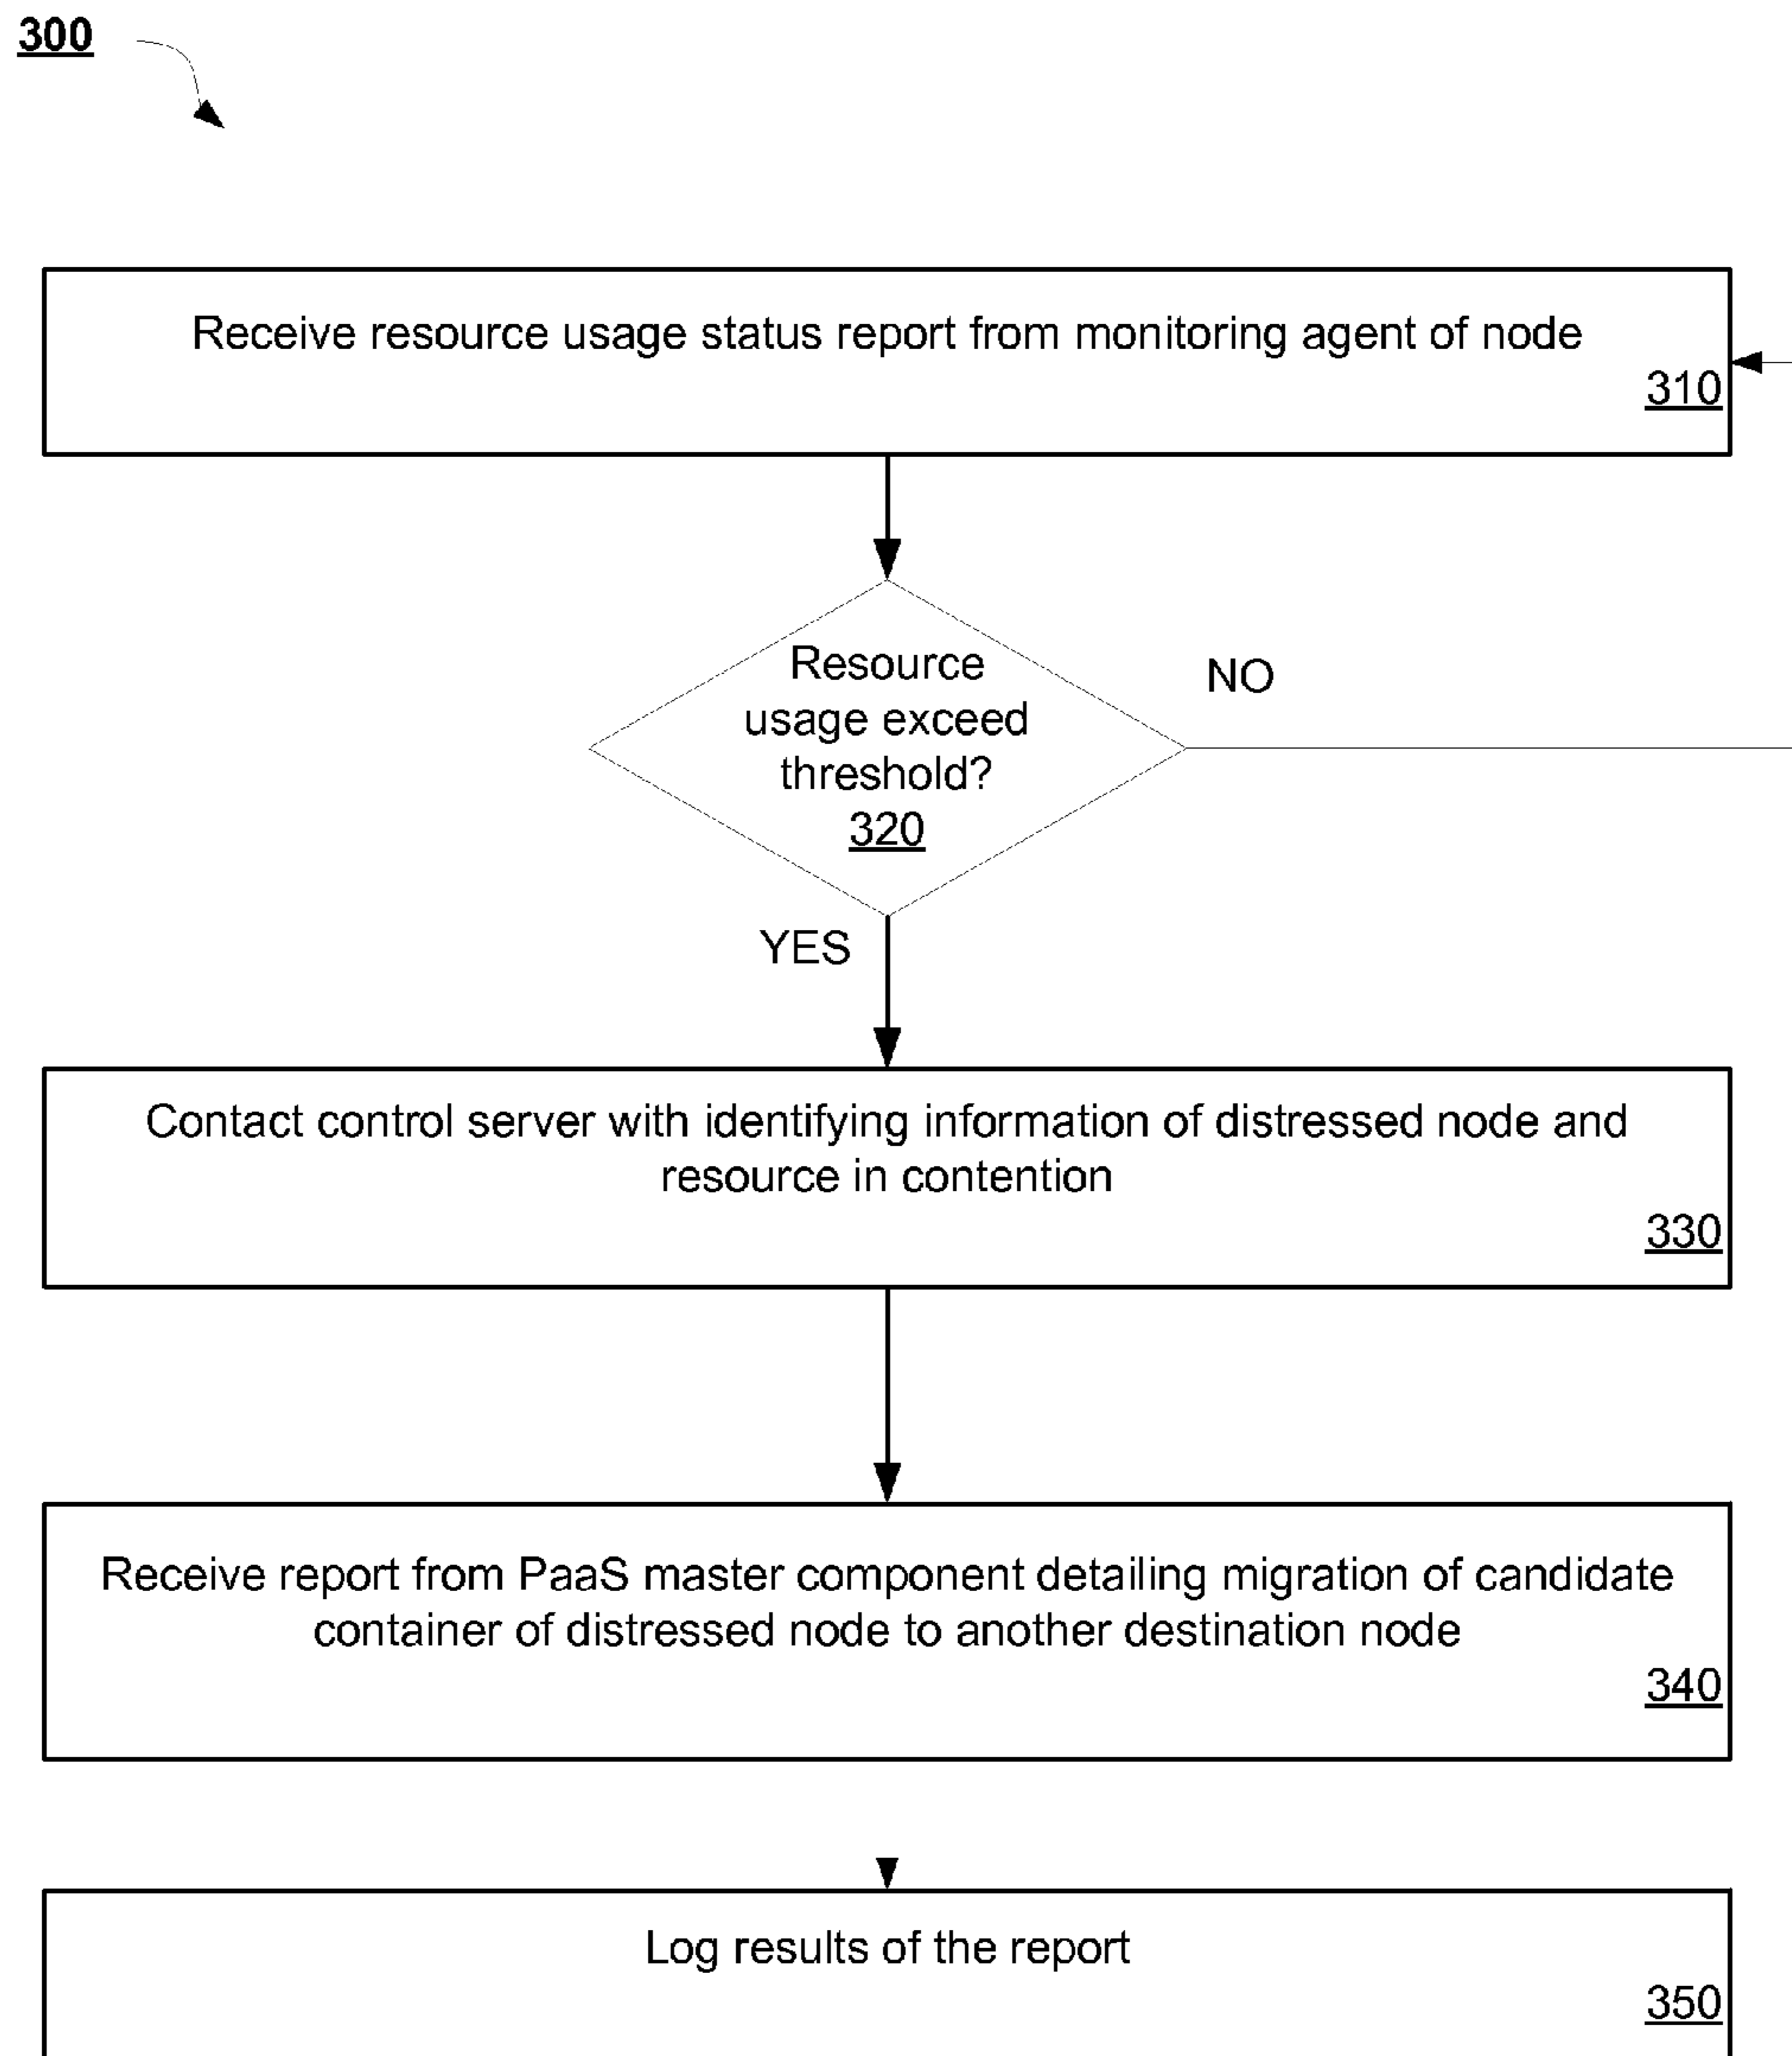 300
Receive resource usage status report from monitoring agent of node
310
Resource
usage exceed
threshold?
320
NO
YES
Contact control server with identifying information of distressed node and
resource in contention
330
Receive report from PaaS master component detailing migration of candidate
container of distressed node to another destination node
340
Log results of the report
350